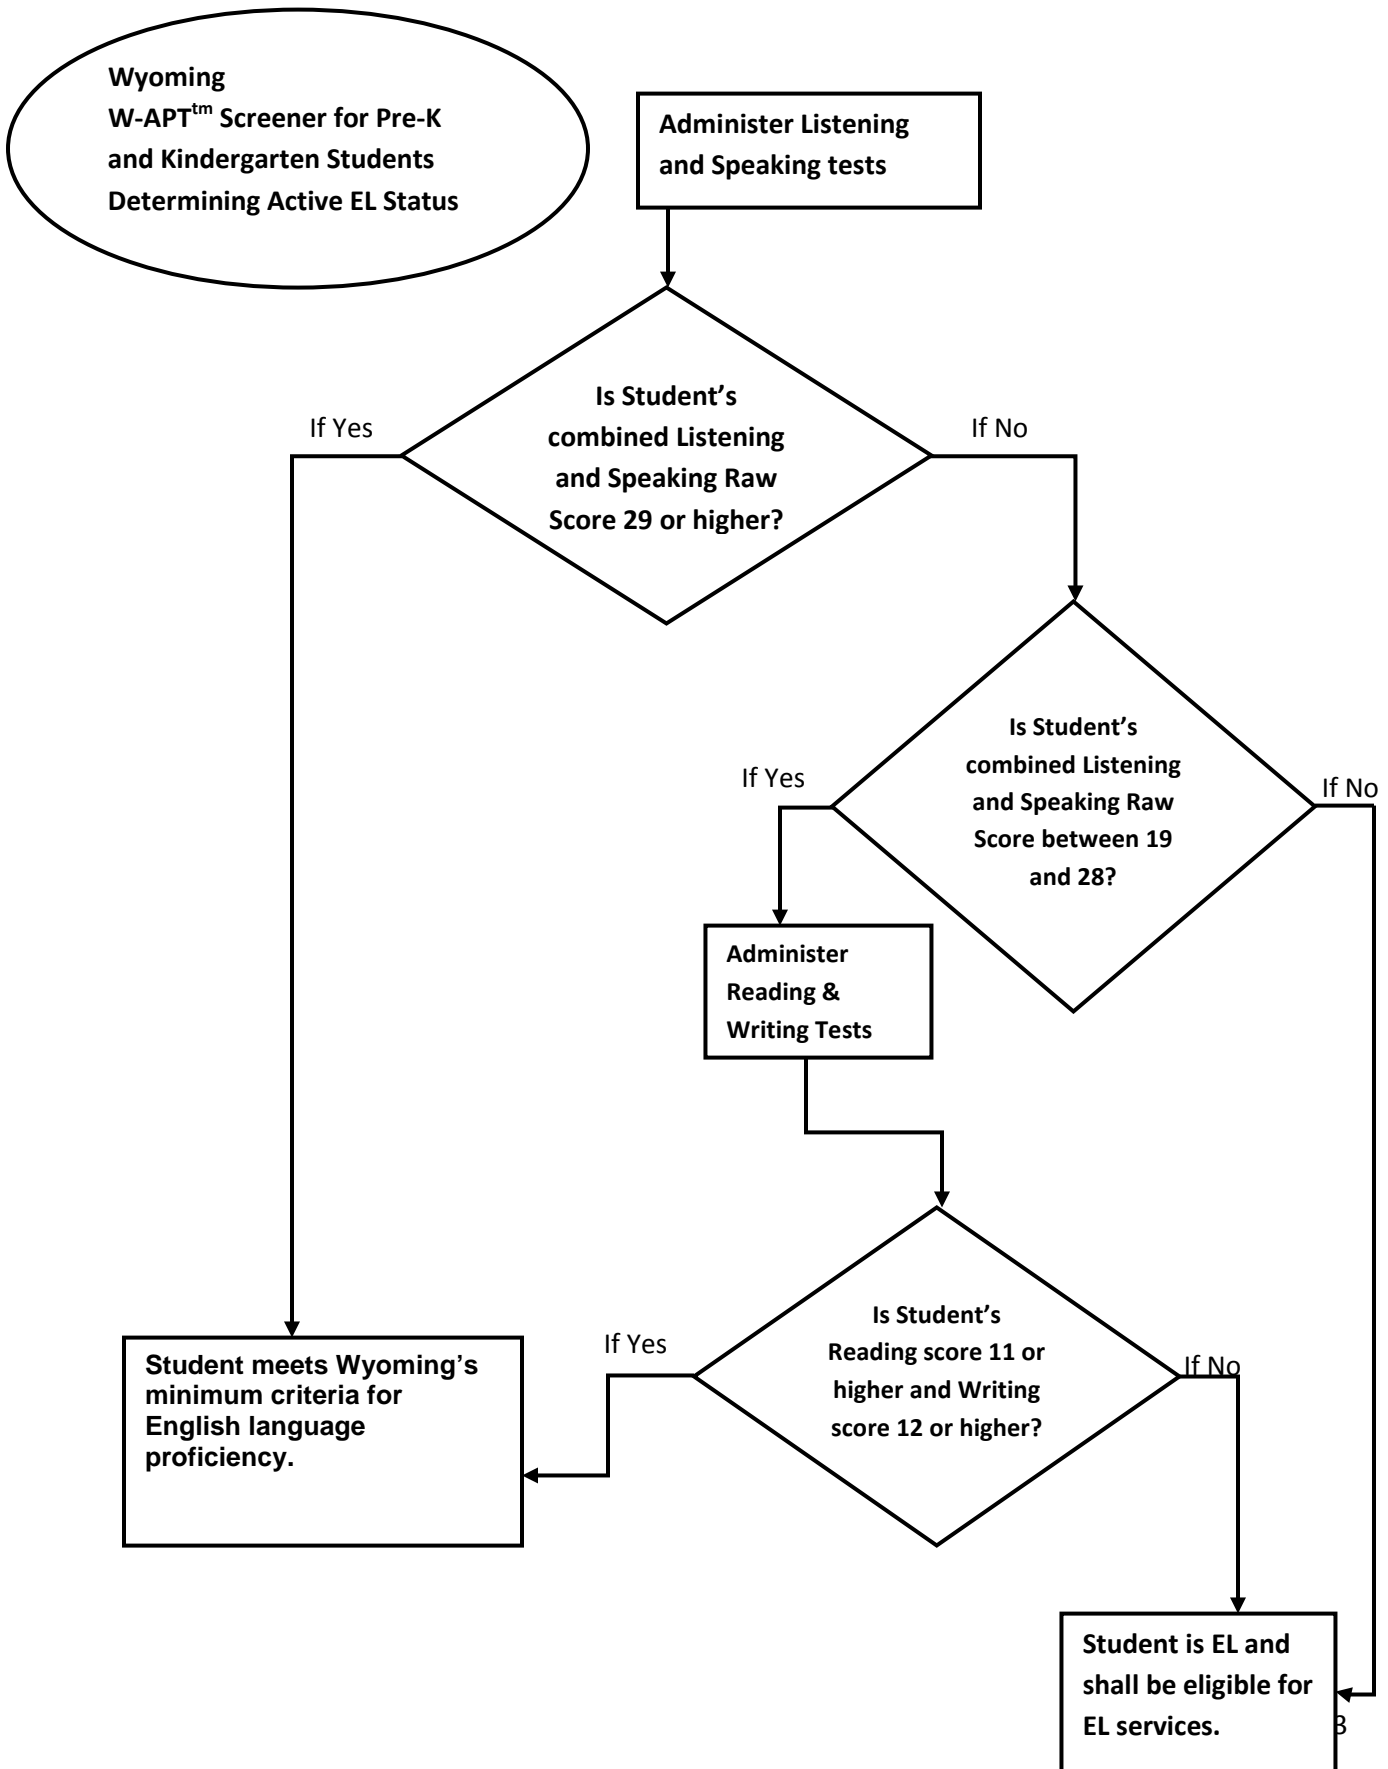 Wyoming
W-APTtm Screener for Pre-K
and Kindergarten Students
Determining Active EL Status
Administer Listening
and Speaking tests
Is Student’s
combined Listening
and Speaking Raw
Score 29 or higher?
If Yes
If No
Is Student’s
combined Listening
and Speaking Raw
Score between 19
and 28?
If Yes
If No
Administer
Reading &
Writing Tests
Is Student’s
Reading score 11 or
higher and Writing
score 12 or higher?
If Yes
If No
Student meets Wyoming’s
minimum criteria for
English language
proficiency.
Student is EL and
shall be eligible for
EL services.
3